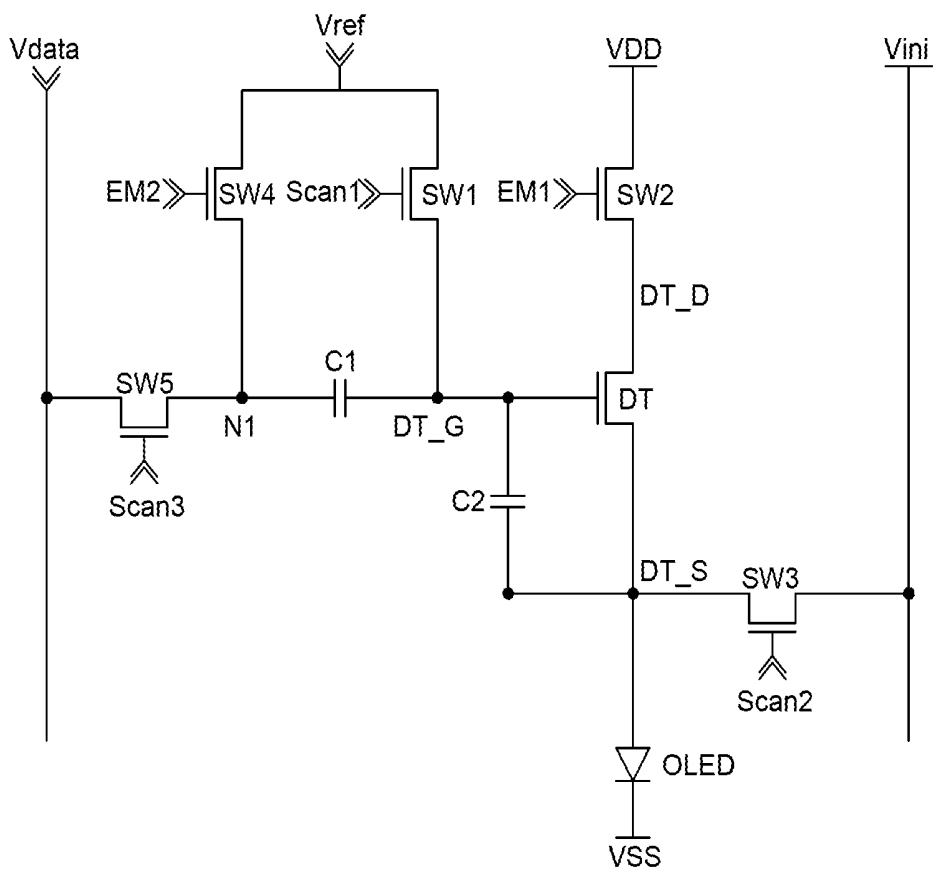 Vref
Vdata
VDD
Vini
EM2
SW4
Scan1
SW1
EM1
SW2
DT_D
C1
SW5
DT
N1
DT_G
Scan3
C2
DT_S
SW3
Scan2
OLED
VSS